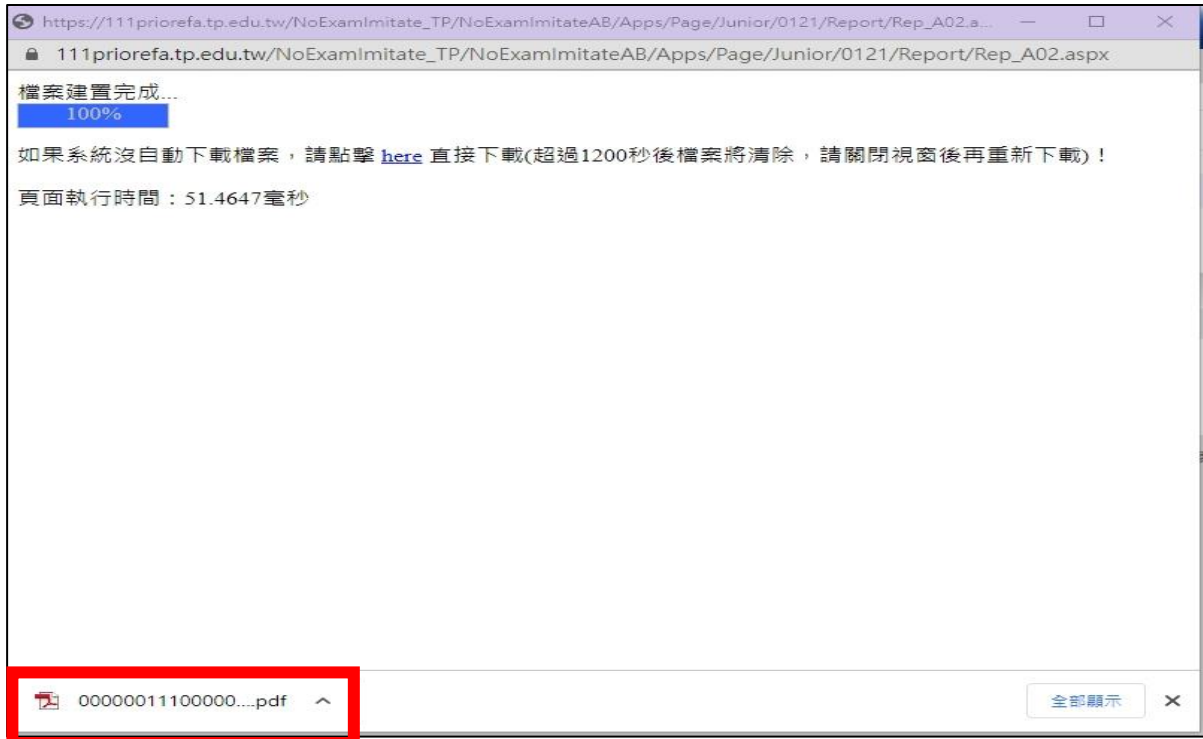 https://111priorefa.tp.edu.tw/NoExamImitate_TP/NoExamImitateAB/Apps/Page/Junior/0121/Report/Rep_A02.a...
111priorefa.tp.edu.tw/NoExamImitate_TP/NoExamImitateAB/Apps/Page/Junior/0121/Report/Rep_A02.aspx
檔案建置完成...
100%
如果系統沒自動下載檔案，請點擊 here 直接下載(超過1200秒後檔案將清除，請關閉視窗後再重新下載)！
頁面執行時間：51.4647毫秒
00000011100000....pdf
全部顯示